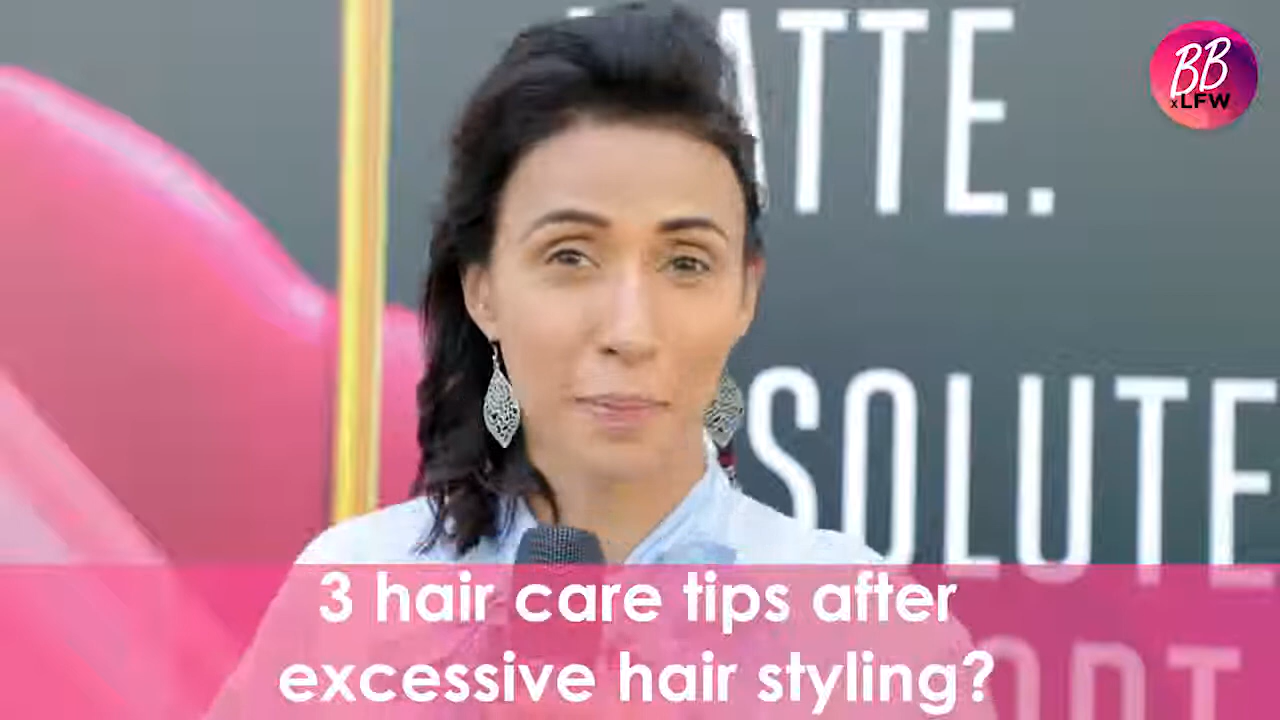 ATTE.
BB
xLFW
SOLUTE
3 hair care tips after
excessive hair styling?